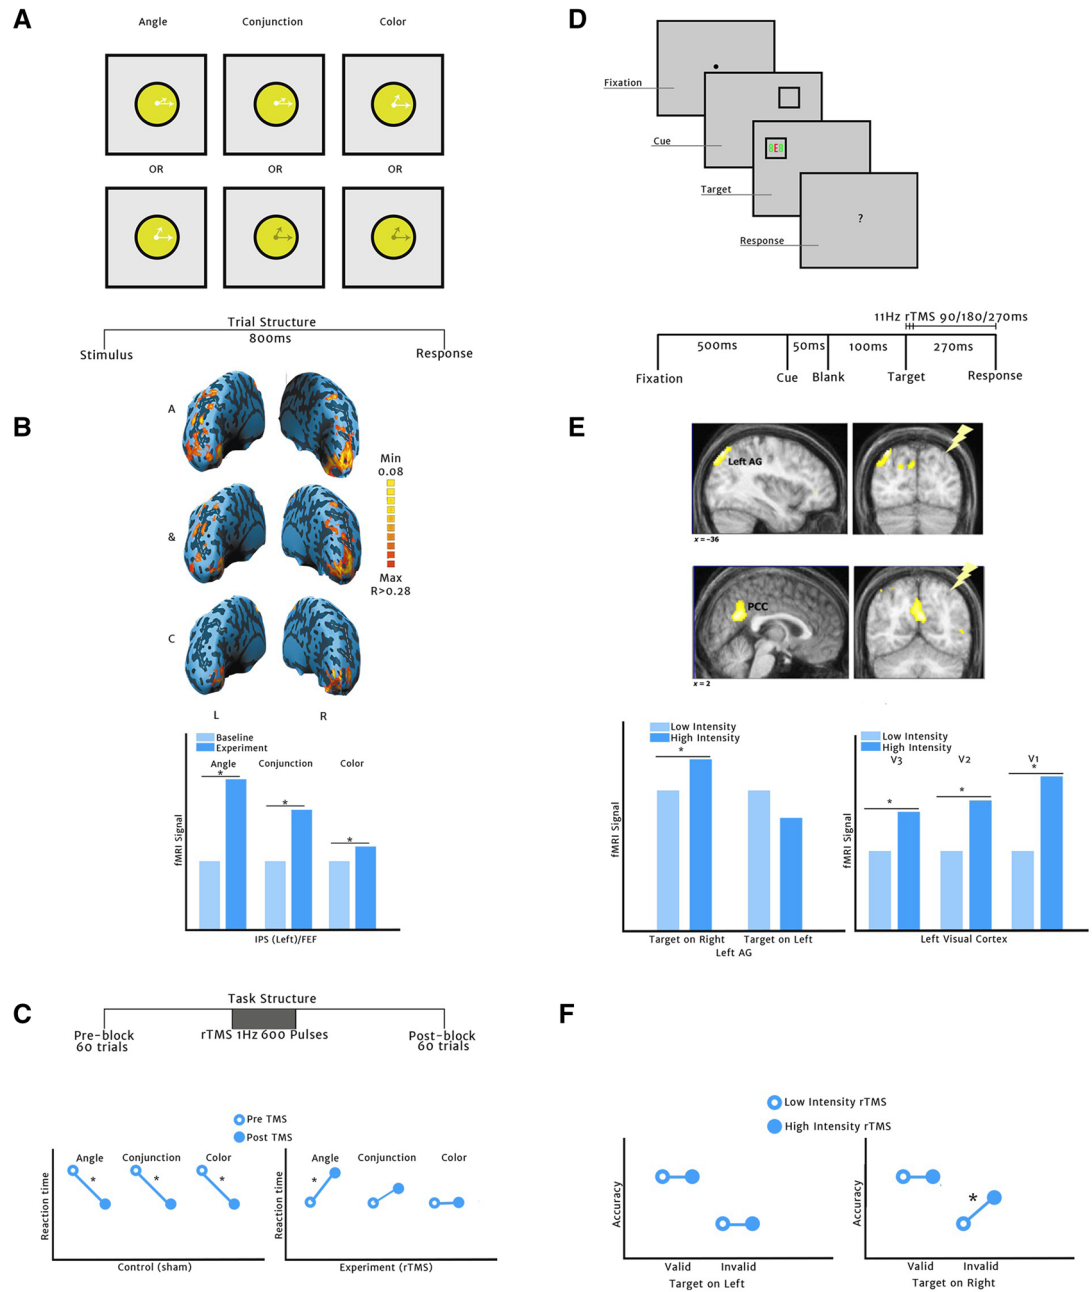 A
Angle Conjunction Color
OR OR OR
Trial Structure
800ms
Stimulus Response
B
A
&
C
Min
0.08
Max
R>0.28
L R
Baseline
Experiment
Angle Conjunction Color
* * *
fMRI Signal
IPS (Left)/FEF
C
Task Structure
Pre-block
60 trials
rTMS 1Hz 600 Pulses
Post-block
60 trials
Pre TMS
Post TMS
Angle Conjunction Color
* * *
Reaction time
Control (sham)
Angle Conjunction Color
*
Reaction time
Experiment (rTMS)
D
Fixation
Cue
8E8
Target
?
Response
11Hz rTMS 90/180/270ms
500ms 50ms 100ms 270ms
Fixation Cue Blank Target Response
E
Left AG
x = -36
PCC
x = 2
Low Intensity
High Intensity
*
fMRI Signal
Target on Right Target on Left
Left AG
Low Intensity
High Intensity
V3 V2 V1
* * *
fMRI Signal
Left Visual Cortex
F
Low Intensity rTMS
High Intensity rTMS
Accuracy
Valid Invalid
Target on Left
*
Accuracy
Valid Invalid
Target on Right